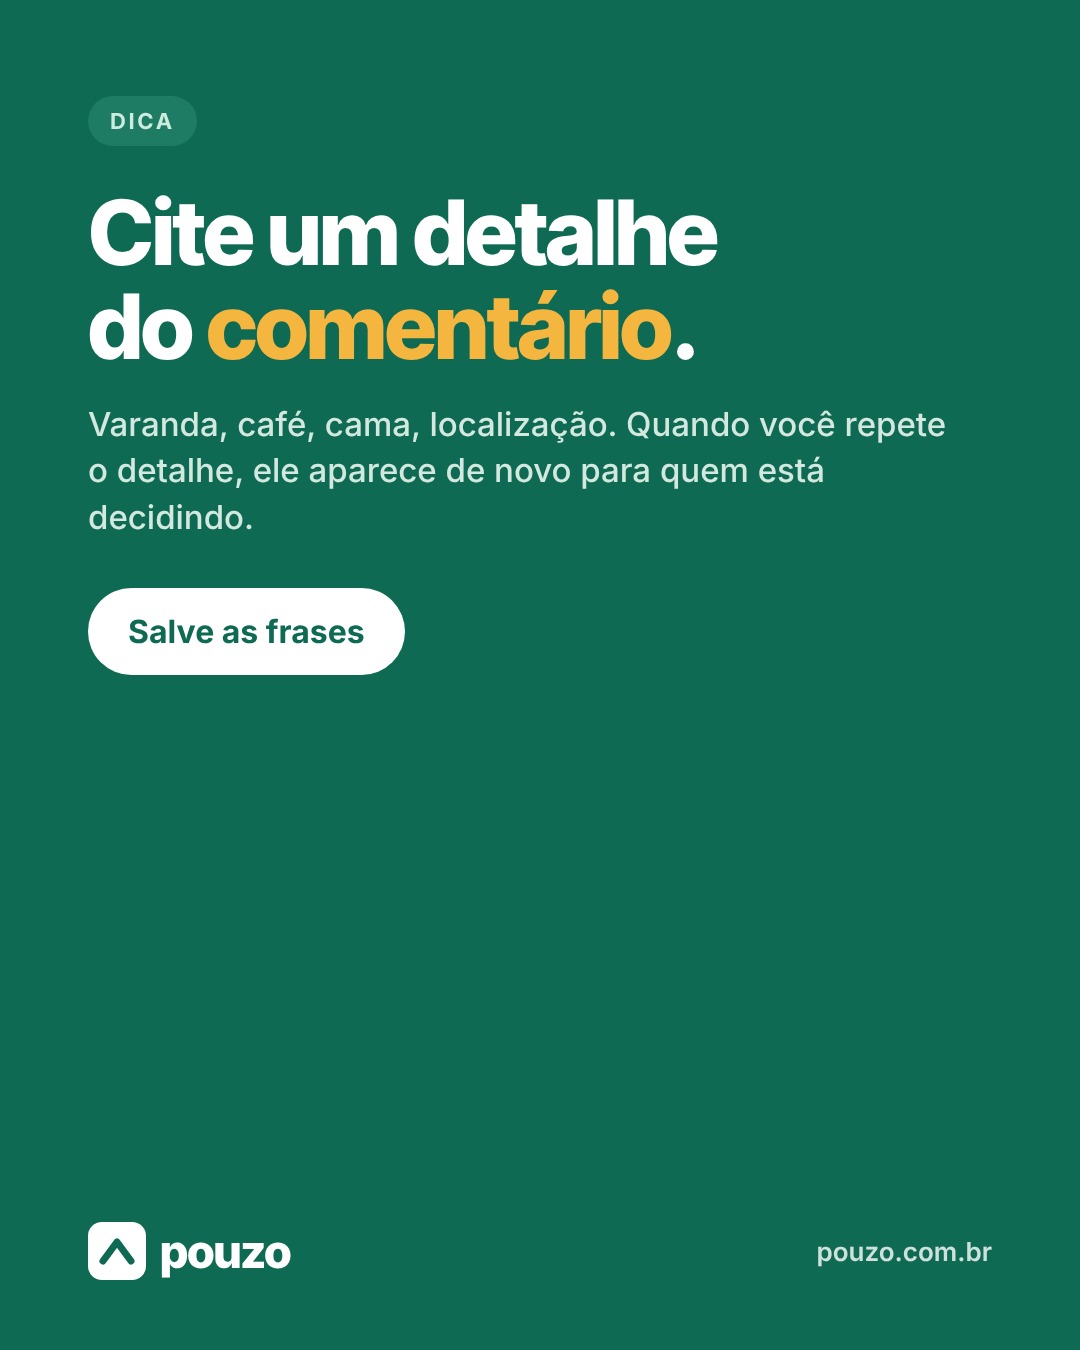 DICA
Cite um detalhe
do comentário.
Varanda, café, cama, localização. Quando você repete
o detalhe, ele aparece de novo para quem está
decidindo.
Salve as frases
pouzo
pouzo.com.br